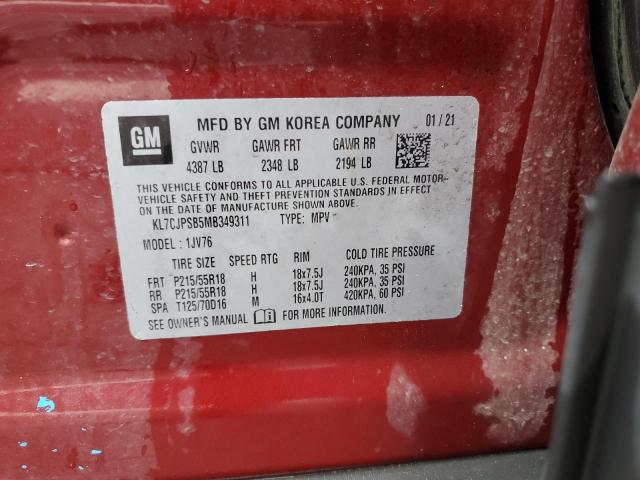 GM MFD BY GM KOREA COMPANY 01 / 21
GVWR GAWR FRT GAWR RR
4387 LB 2348 LB 2194 LB
THIS VEHICLE CONFORMS TO ALL APPLICABLE U.S. FEDERAL MOTOR
VEHICLE SAFETY AND THEFT PREVENTION STANDARDS IN EFFECT
ON THE DATE OF MANUFACTURE SHOWN ABOVE.
KL7CJPSB5MB349311 TYPE: MPV
MODEL : 1JV76
TIRE SIZE SPEED RTG RIM COLD TIRE PRESSURE
FRT P215/55R18 H 18x7.5J 240KPA, 35 PSI
RR P215/55R18 H 18x7.5J 240KPA, 35 PSI
SPA T125/70D16 M 16x4.0T 420KPA, 60 PSI
SEE OWNER'S MANUAL FOR MORE INFORMATION.